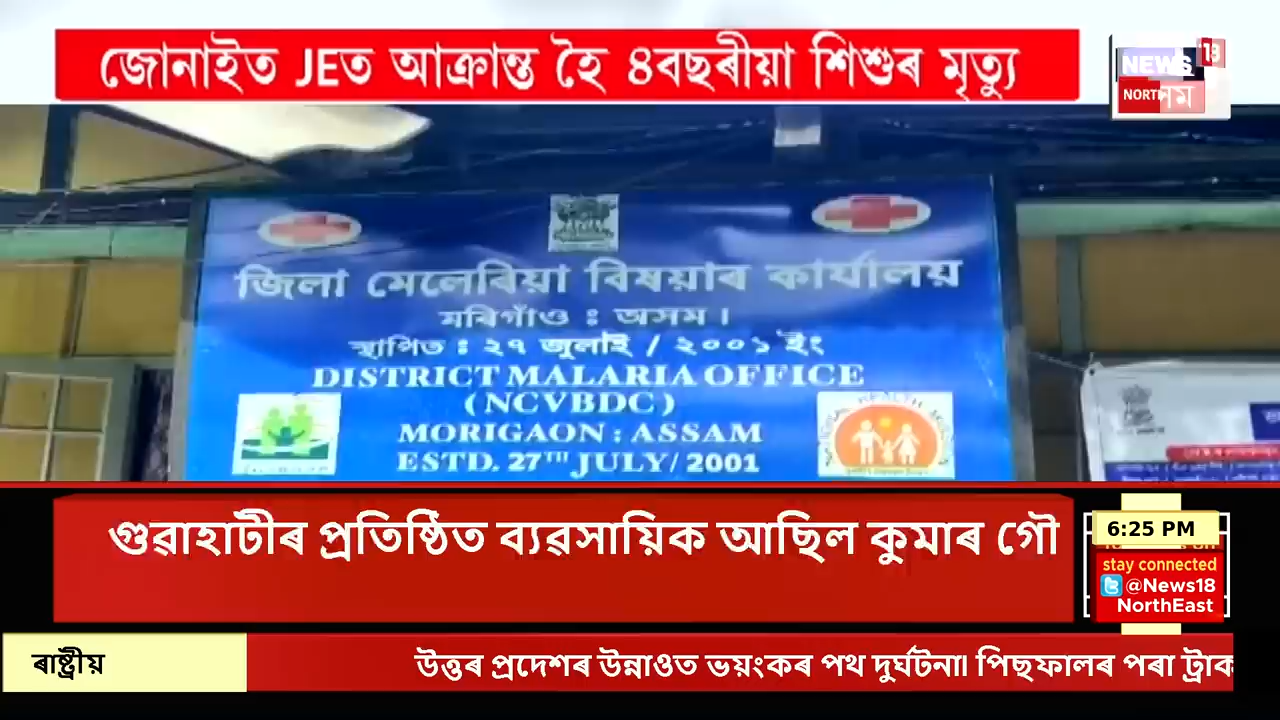 জোনাইত JEত আক্ৰান্ত হৈ ৪বছৰীয়া শিশুৰ মৃত্যু
NEWS 18
NORTH
জিলা মেলেৰিয়া বিষয়াৰ কাৰ্যালয়
মৰিগাঁও : অসম।
স্থাপিত : ২৭ জুলাই / ২০০১ ইং
DISTRICT MALARIA OFFICE
(NCVBDC)
MORIGAON : ASSAM
ESTD. 27TH JULY/ 2001
গুৱাহাটীৰ প্ৰতিষ্ঠিত ব্যৱসায়িক আছিল কুমাৰ গৌ
6:25 PM
stay connected
@News18
NorthEast
ৰাষ্ট্ৰীয়
উত্তৰ প্ৰদেশৰ উন্নাওত ভয়ংকৰ পথ দুৰ্ঘটনা৷ পিছফালৰ পৰা ট্ৰাক